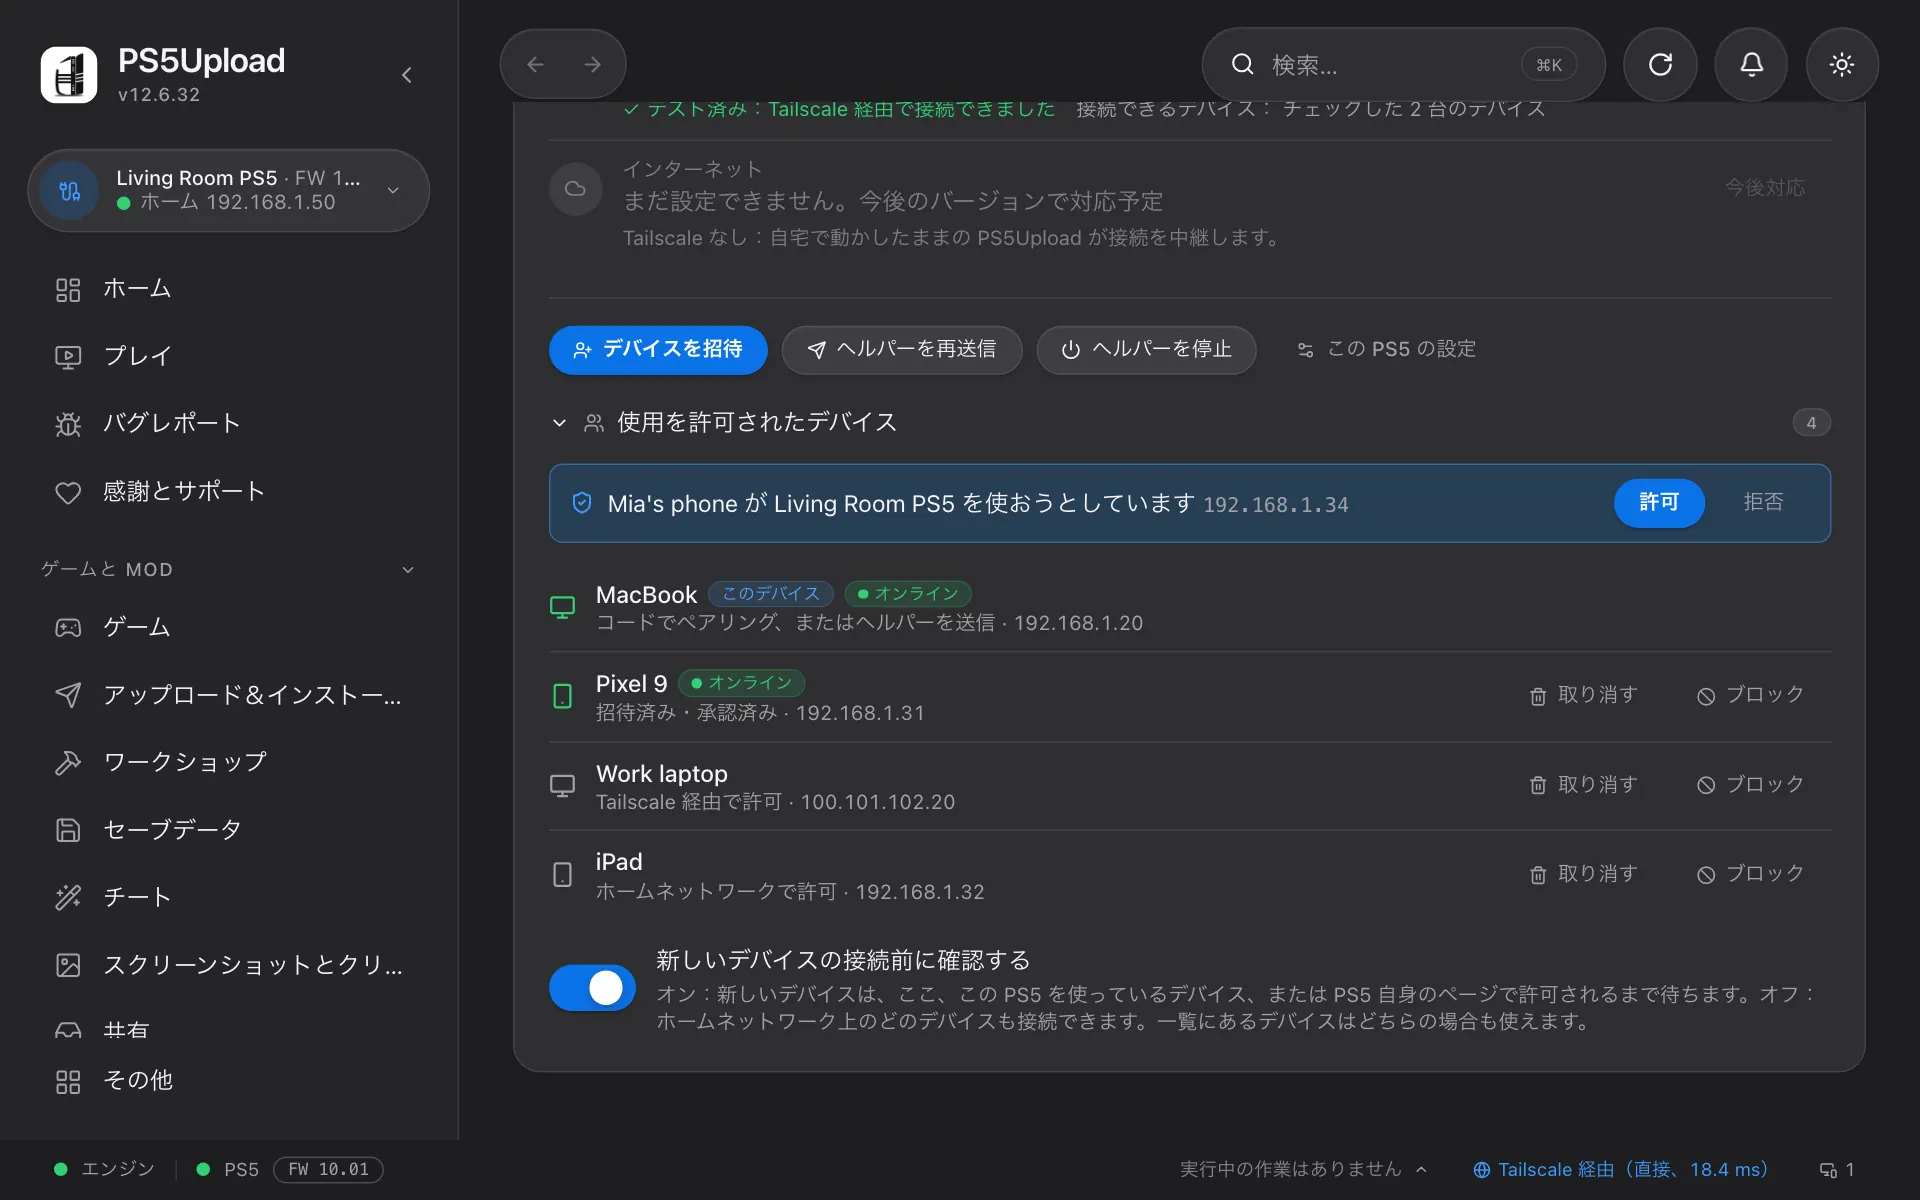 PS5Upload
v12.6.32
Living Room PS5 · FW 1...
ホーム 192.168.1.50
ホーム
プレイ
バグレポート
感謝とサポート
ゲームと MOD
ゲーム
アップロード＆インストー...
ワークショップ
セーブデータ
チート
スクリーンショットとクリ...
共有
その他
検索...
⌘K
✓ テスト済み：Tailscale 経由で接続できました 接続できるデバイス： チェックした 2 台のデバイス
インターネット
まだ設定できません。今後のバージョンで対応予定
Tailscale なし：自宅で動かしたままの PS5Upload が接続を中継します。
今後対応
デバイスを招待
ヘルパーを再送信
ヘルパーを停止
この PS5 の設定
使用を許可されたデバイス
4
Mia's phone が Living Room PS5 を使おうとしています 192.168.1.34
許可
拒否
MacBook このデバイス オンライン
コードでペアリング、またはヘルパーを送信 · 192.168.1.20
Pixel 9 オンライン
招待済み・承認済み · 192.168.1.31
取り消す
ブロック
Work laptop
Tailscale 経由で許可 · 100.101.102.20
取り消す
ブロック
iPad
ホームネットワークで許可 · 192.168.1.32
取り消す
ブロック
新しいデバイスの接続前に確認する
オン：新しいデバイスは、ここ、この PS5 を使っているデバイス、または PS5 自身のページで許可されるまで待ちます。オフ：
ホームネットワーク上のどのデバイスも接続できます。一覧にあるデバイスはどちらの場合も使えます。
エンジン
PS5
FW 10.01
実行中の作業はありません
Tailscale 経由（直接、18.4 ms）
1